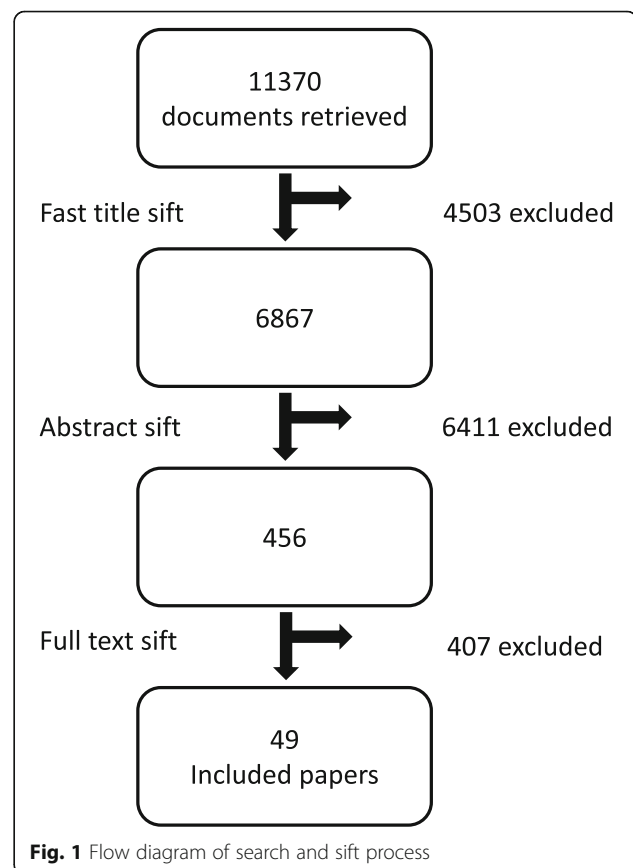 11370
documents retrieved
Fast title sift
4503 excluded
6867
Abstract sift
6411 excluded
456
Full text sift
407 excluded
49
Included papers
Fig. 1 Flow diagram of search and sift process